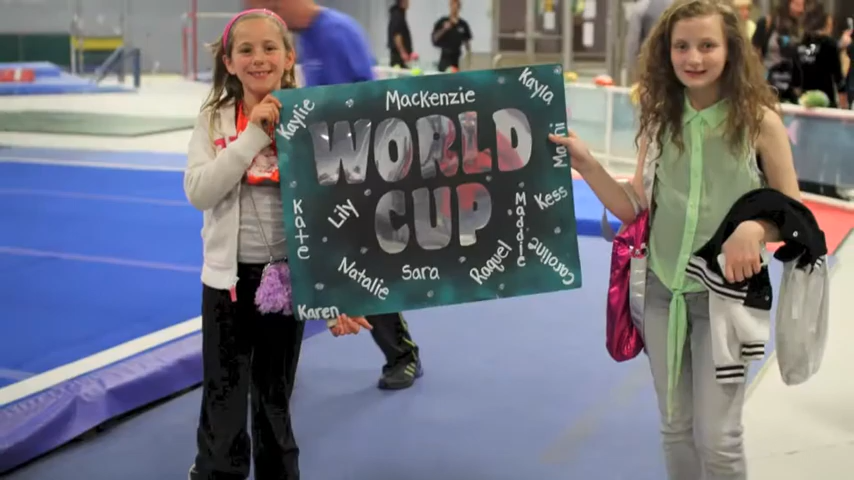 Kayla
Mackenzie
Kaylie
WORLD
CUP
Lily
Kate
Maddie
Kess
Natalie
Sara
Raquel
Caroline
Karen